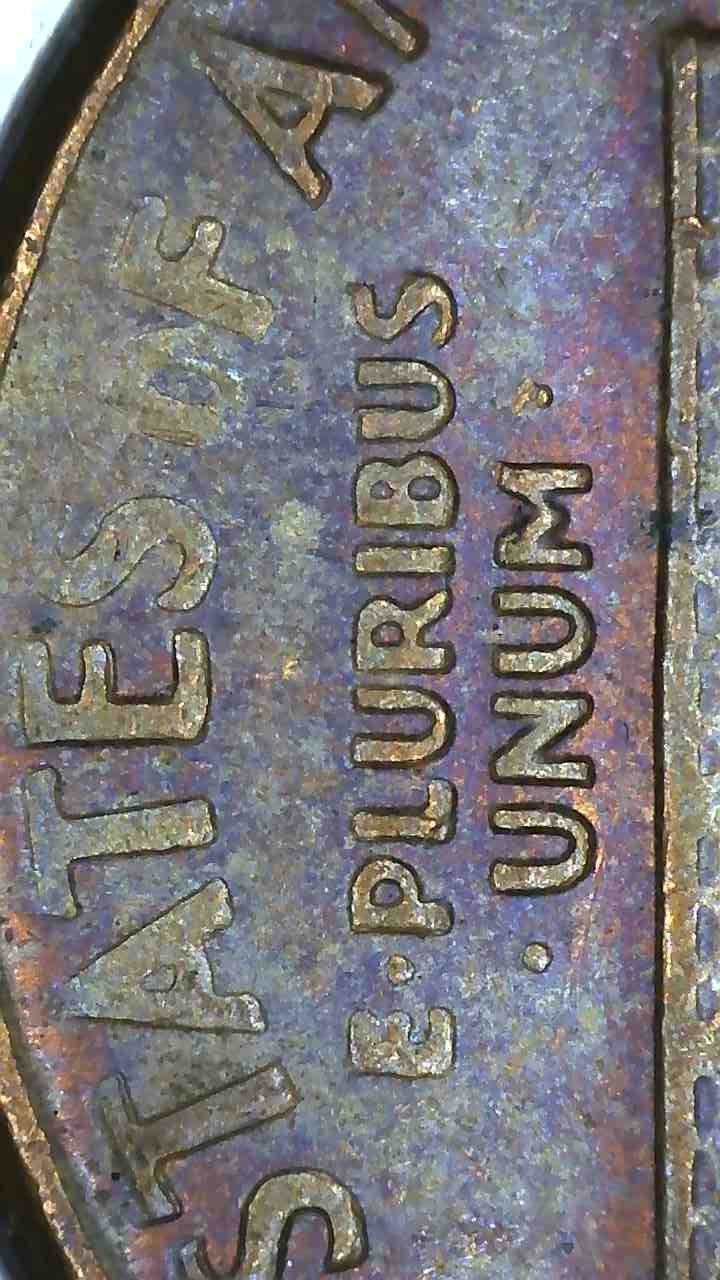 STATES OF A
E · PLURIBUS
· UNUM ·